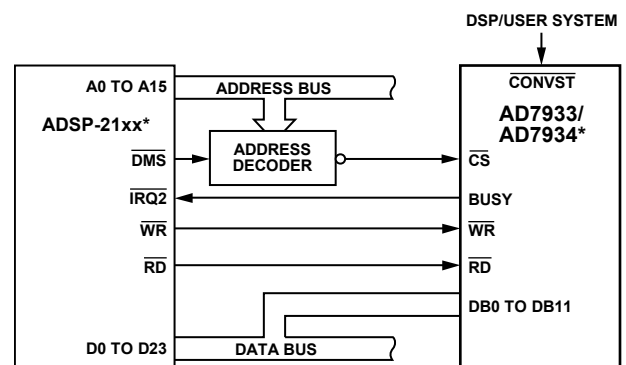 DSP/USER SYSTEM
A0 TO A15
ADDRESS BUS
CONVST
ADSP-21xx*
AD7933/
AD7934*
DMS
ADDRESS
DECODER
CS
IRQ2
BUSY
WR
WR
RD
RD
DB0 TO DB11
D0 TO D23
DATA BUS